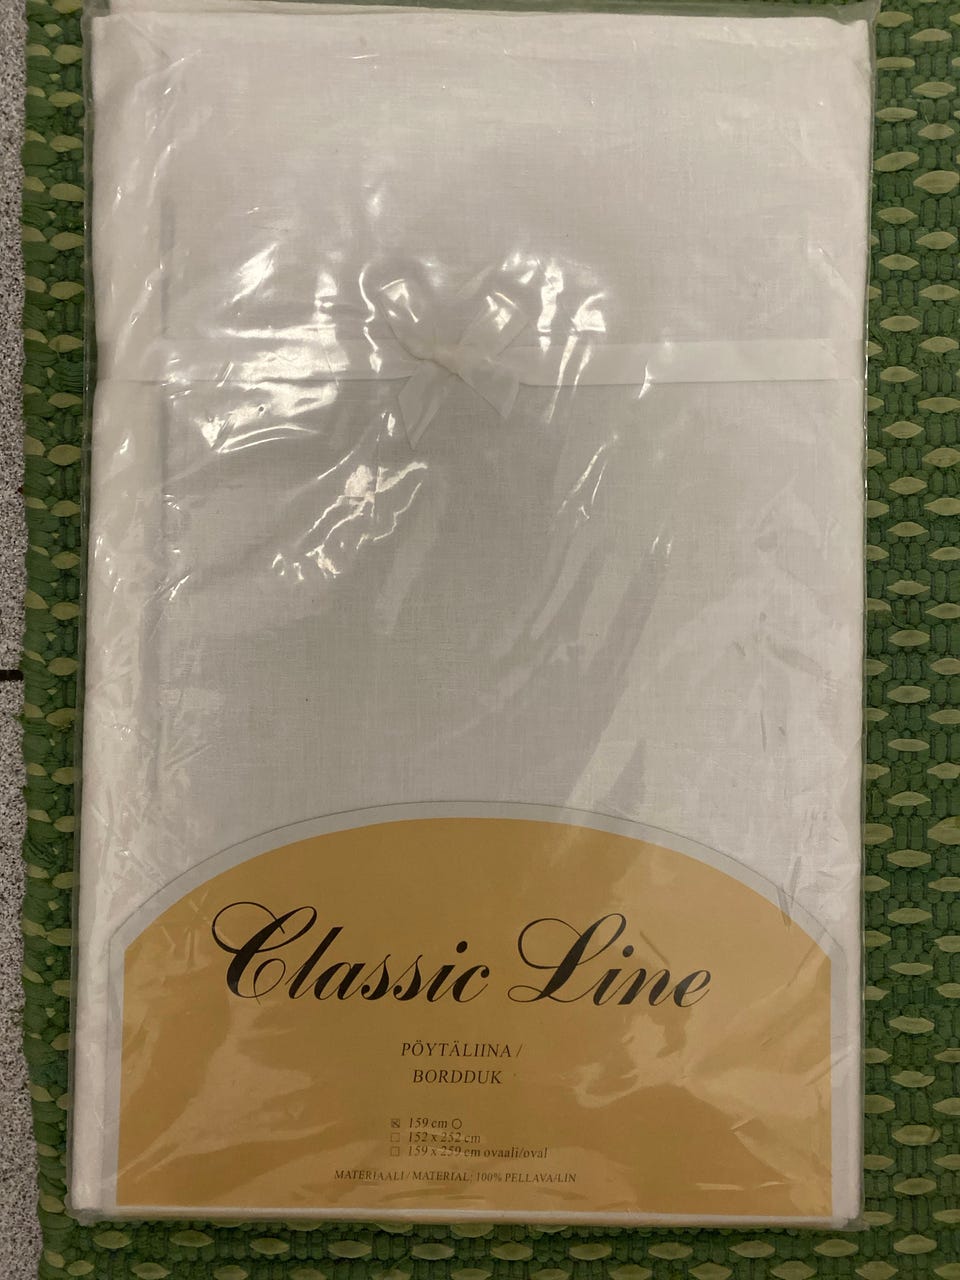 Classic Line
PÖYTÄLIINA /
BORDDUK
☒ 159 cm ○
☐ 152 x 252 cm
☐ 159 x 259 cm ovaali/oval
MATERIAALI / MATERIAL: 100% PELLAVA/LIN